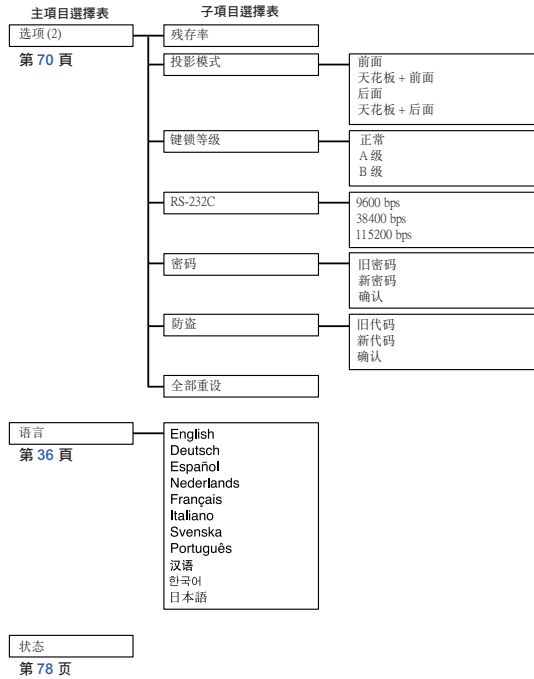 主項目選擇表
子項目選擇表
选项 (2)
第 70 頁
残存率
投影模式
前面
天花板 + 前面
后面
天花板 + 后面
键锁等级
正常
A 级
B 级
RS-232C
9600 bps
38400 bps
115200 bps
密码
旧密码
新密码
确认
防盗
旧代码
新代码
确认
全部重设
语言
第 36 頁
English
Deutsch
Español
Nederlands
Français
Italiano
Svenska
Português
汉语
한국어
日本語
状态
第 78 页